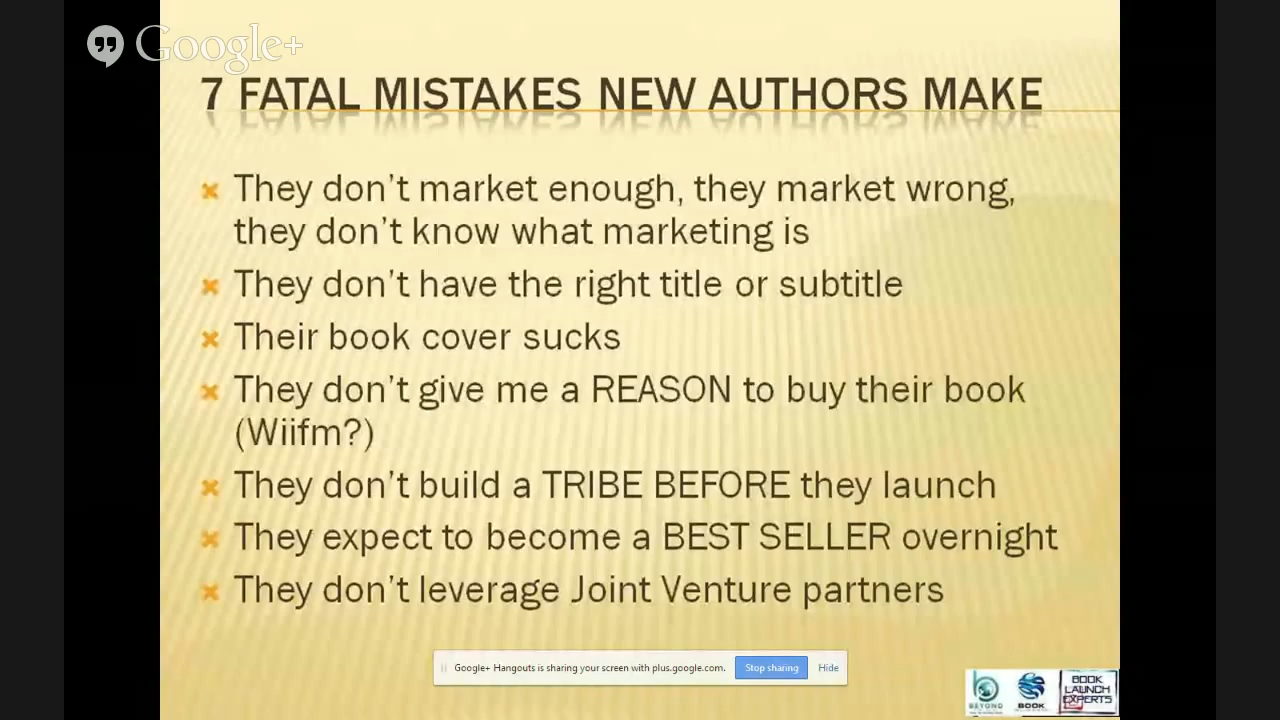 Google+
7 FATAL MISTAKES NEW AUTHORS MAKE
They don't market enough, they market wrong,
they don't know what marketing is
They don't have the right title or subtitle
Their book cover sucks
They don't give me a REASON to buy their book
(Wiifm?)
They don't build a TRIBE BEFORE they launch
They expect to become a BEST SELLER overnight
They don't leverage Joint Venture partners
Google+ Hangouts is sharing your screen with plus.google.com.
Stop sharing
Hide
BEYOND
BOOK
BOOK
LAUNCH
EXPERTS